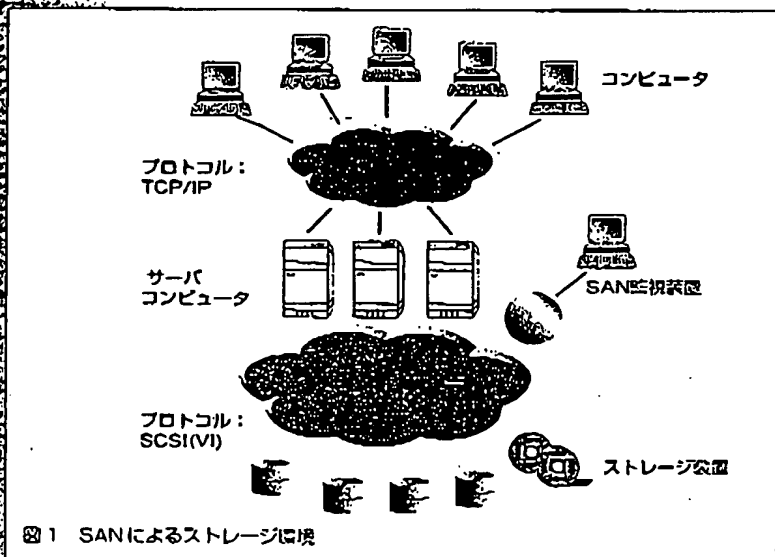 コンピュータ
プロトコル：
TCP/IP
サーバ
コンピュータ
SAN監視装置
プロトコル：
SCSI(VI)
ストレージ装置
図1 SANによるストレージ環境